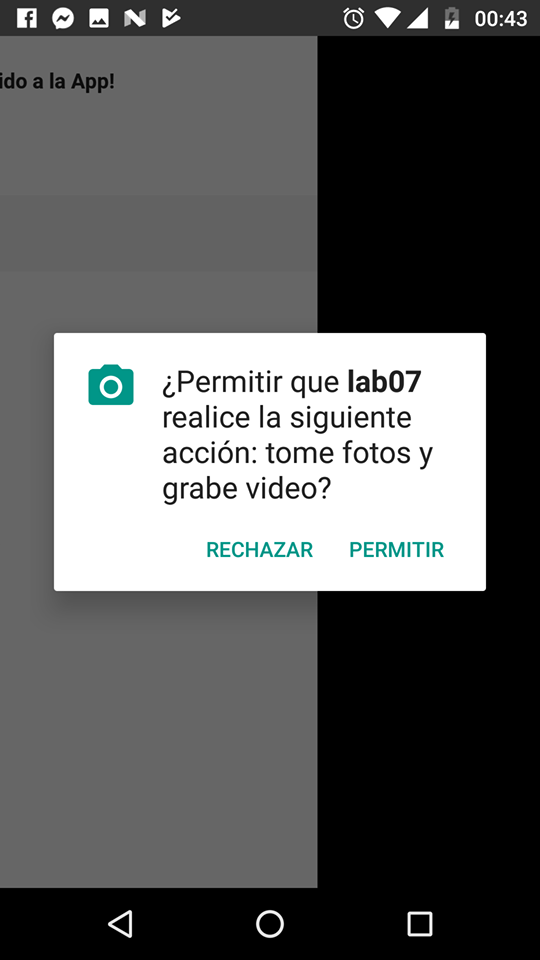 00:43
ido a la App!
¿Permitir que lab07
realice la siguiente
acción: tome fotos y
grabe video?
RECHAZAR PERMITIR